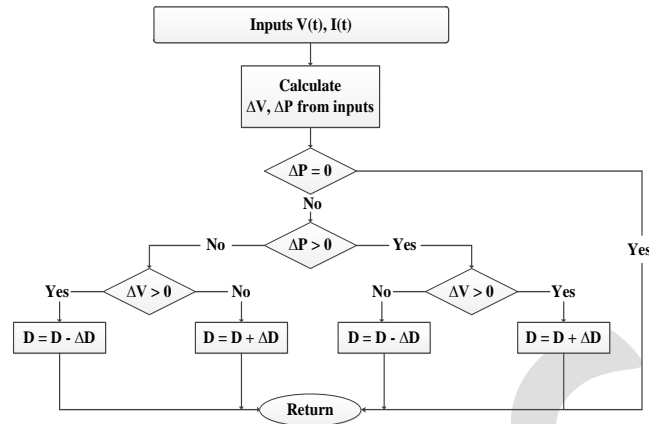 Inputs V(t), I(t)
Calculate
ΔV, ΔP from inputs
ΔP = 0
No
Yes
ΔP > 0
No
Yes
ΔV > 0
Yes
No
ΔV > 0
No
Yes
D = D - ΔD
D = D + ΔD
D = D - ΔD
D = D + ΔD
Return